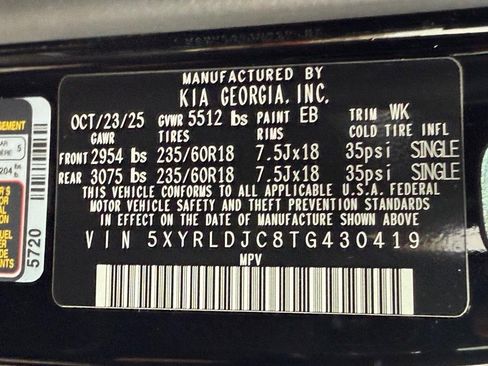 MANUFACTURED BY
KIA GEORGIA, INC.
OCT/23/25 GVWR 5512 lbs PAINT EB TRIM WK
GAWR TIRES RIMS COLD TIRE INFL
FRONT 2954 lbs 235/60R18 7.5Jx18 35psi SINGLE
REAR 3075 lbs 235/60R18 7.5Jx18 35psi SINGLE
THIS VEHICLE CONFORMS TO ALL APPLICABLE U.S.A. FEDERAL
MOTOR VEHICLE SAFETY AND THEFT PREVENTION STANDARDS
IN EFFECT ON THE DATE OF MANUFACTURE SHOWN ABOVE
VIN 5XYRLDJC8TG430419
MPV
5720
5